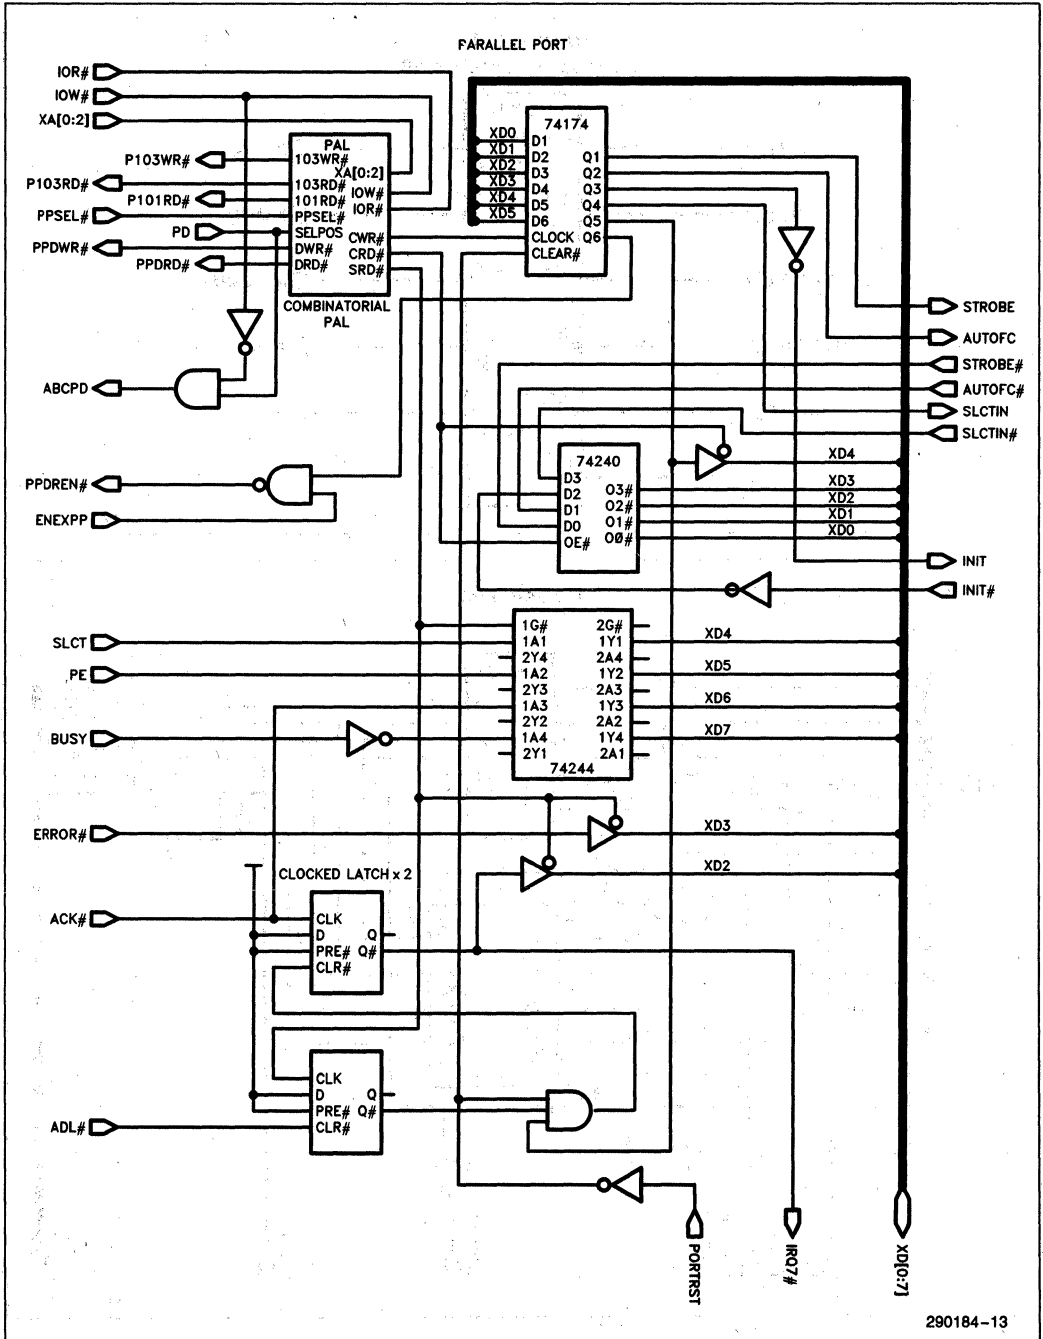 PARALLEL PORT
IOR#
IOW#
XA[0:2]
P103WR#
P103RD#
P101RD#
PPSEL#
PD
PPDWR#
PPDRD#
PAL
103WR#
XA[0:2]
103RD#
IOW#
101RD#
IOR#
PPSEL#
SELPOS
CWR#
DWR#
CRD#
DRD#
SRD#
COMBINATORIAL
PAL
74174
XD0
XD1
XD2
XD3
XD4
XD5
D1
D2
D3
D4
D5
D6
CLOCK
CLEAR#
Q1
Q2
Q3
Q4
Q5
Q6
STROBE
AUTOFC
STROBE#
AUTOFC#
SLCTIN
SLCTIN#
ABCPD
PPDREN#
ENEXPP
74240
D3
D2
D1
D0
OE#
O3#
O2#
O1#
OØ#
XD4
XD3
XD2
XD1
XD0
INIT
INIT#
SLCT
PE
BUSY
1G#
1A1
2Y4
1A2
2Y3
1A3
2Y2
1A4
2Y1
2G#
1Y1
2A4
1Y2
2A3
1Y3
2A2
1Y4
2A1
74244
XD4
XD5
XD6
XD7
ERROR#
XD3
XD2
CLOCKED LATCH x 2
ACK#
CLK
D
PRE#
CLR#
Q
Q#
ADL#
CLK
D
PRE#
CLR#
Q
Q#
PORTRST
IRQ7#
XD[0:7]
290184-13